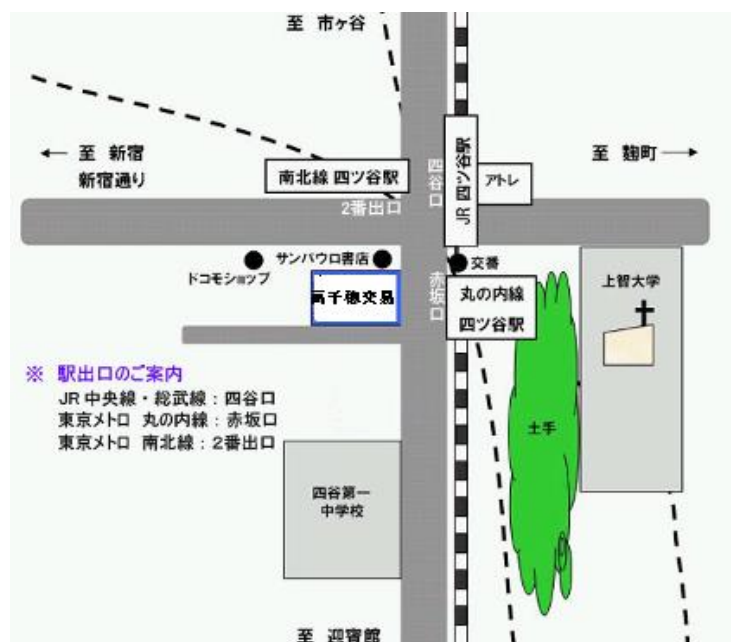 至 市ヶ谷
← 至 新宿
新宿通り
南北線 四ツ谷駅
2番出口
四谷口
JR 四ツ谷駅
アトレ
至 麹町 →
ドコモショップ
サンパウロ書店
交番
高千穂交易
赤坂口
丸の内線
四ツ谷駅
上智大学
※ 駅出口のご案内
JR 中央線・総武線：四谷口
東京メトロ 丸の内線：赤坂口
東京メトロ 南北線：2番出口
土手
四谷第一
中学校
至 迎賓館